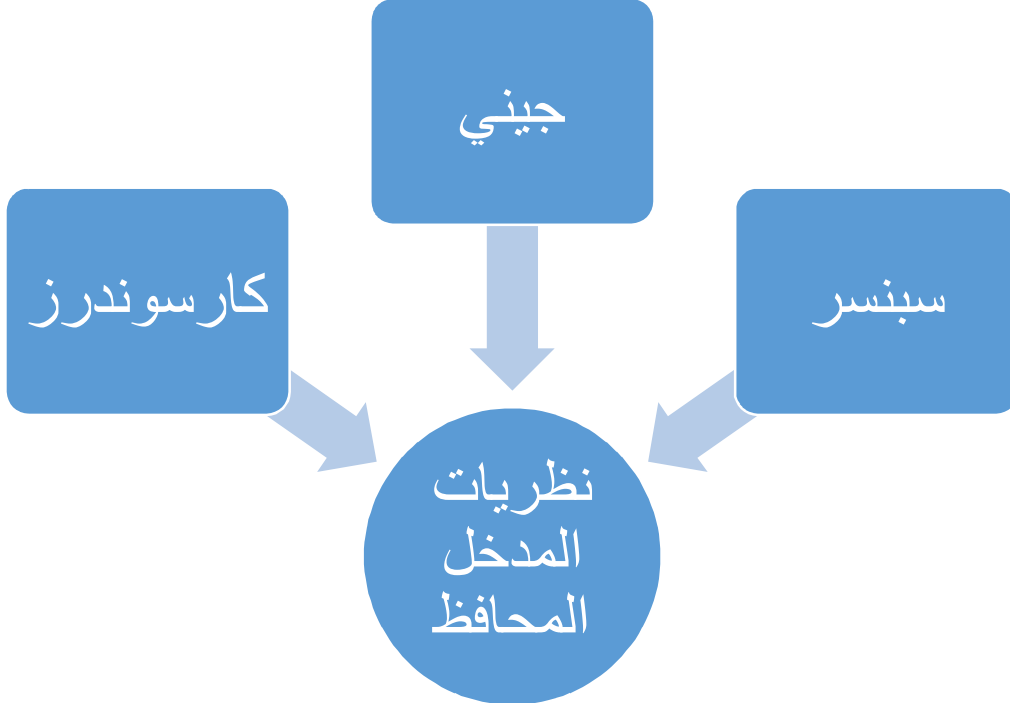 جيني
سبنسر
كارسوندرز
نظريات
المدخل
المحافظ